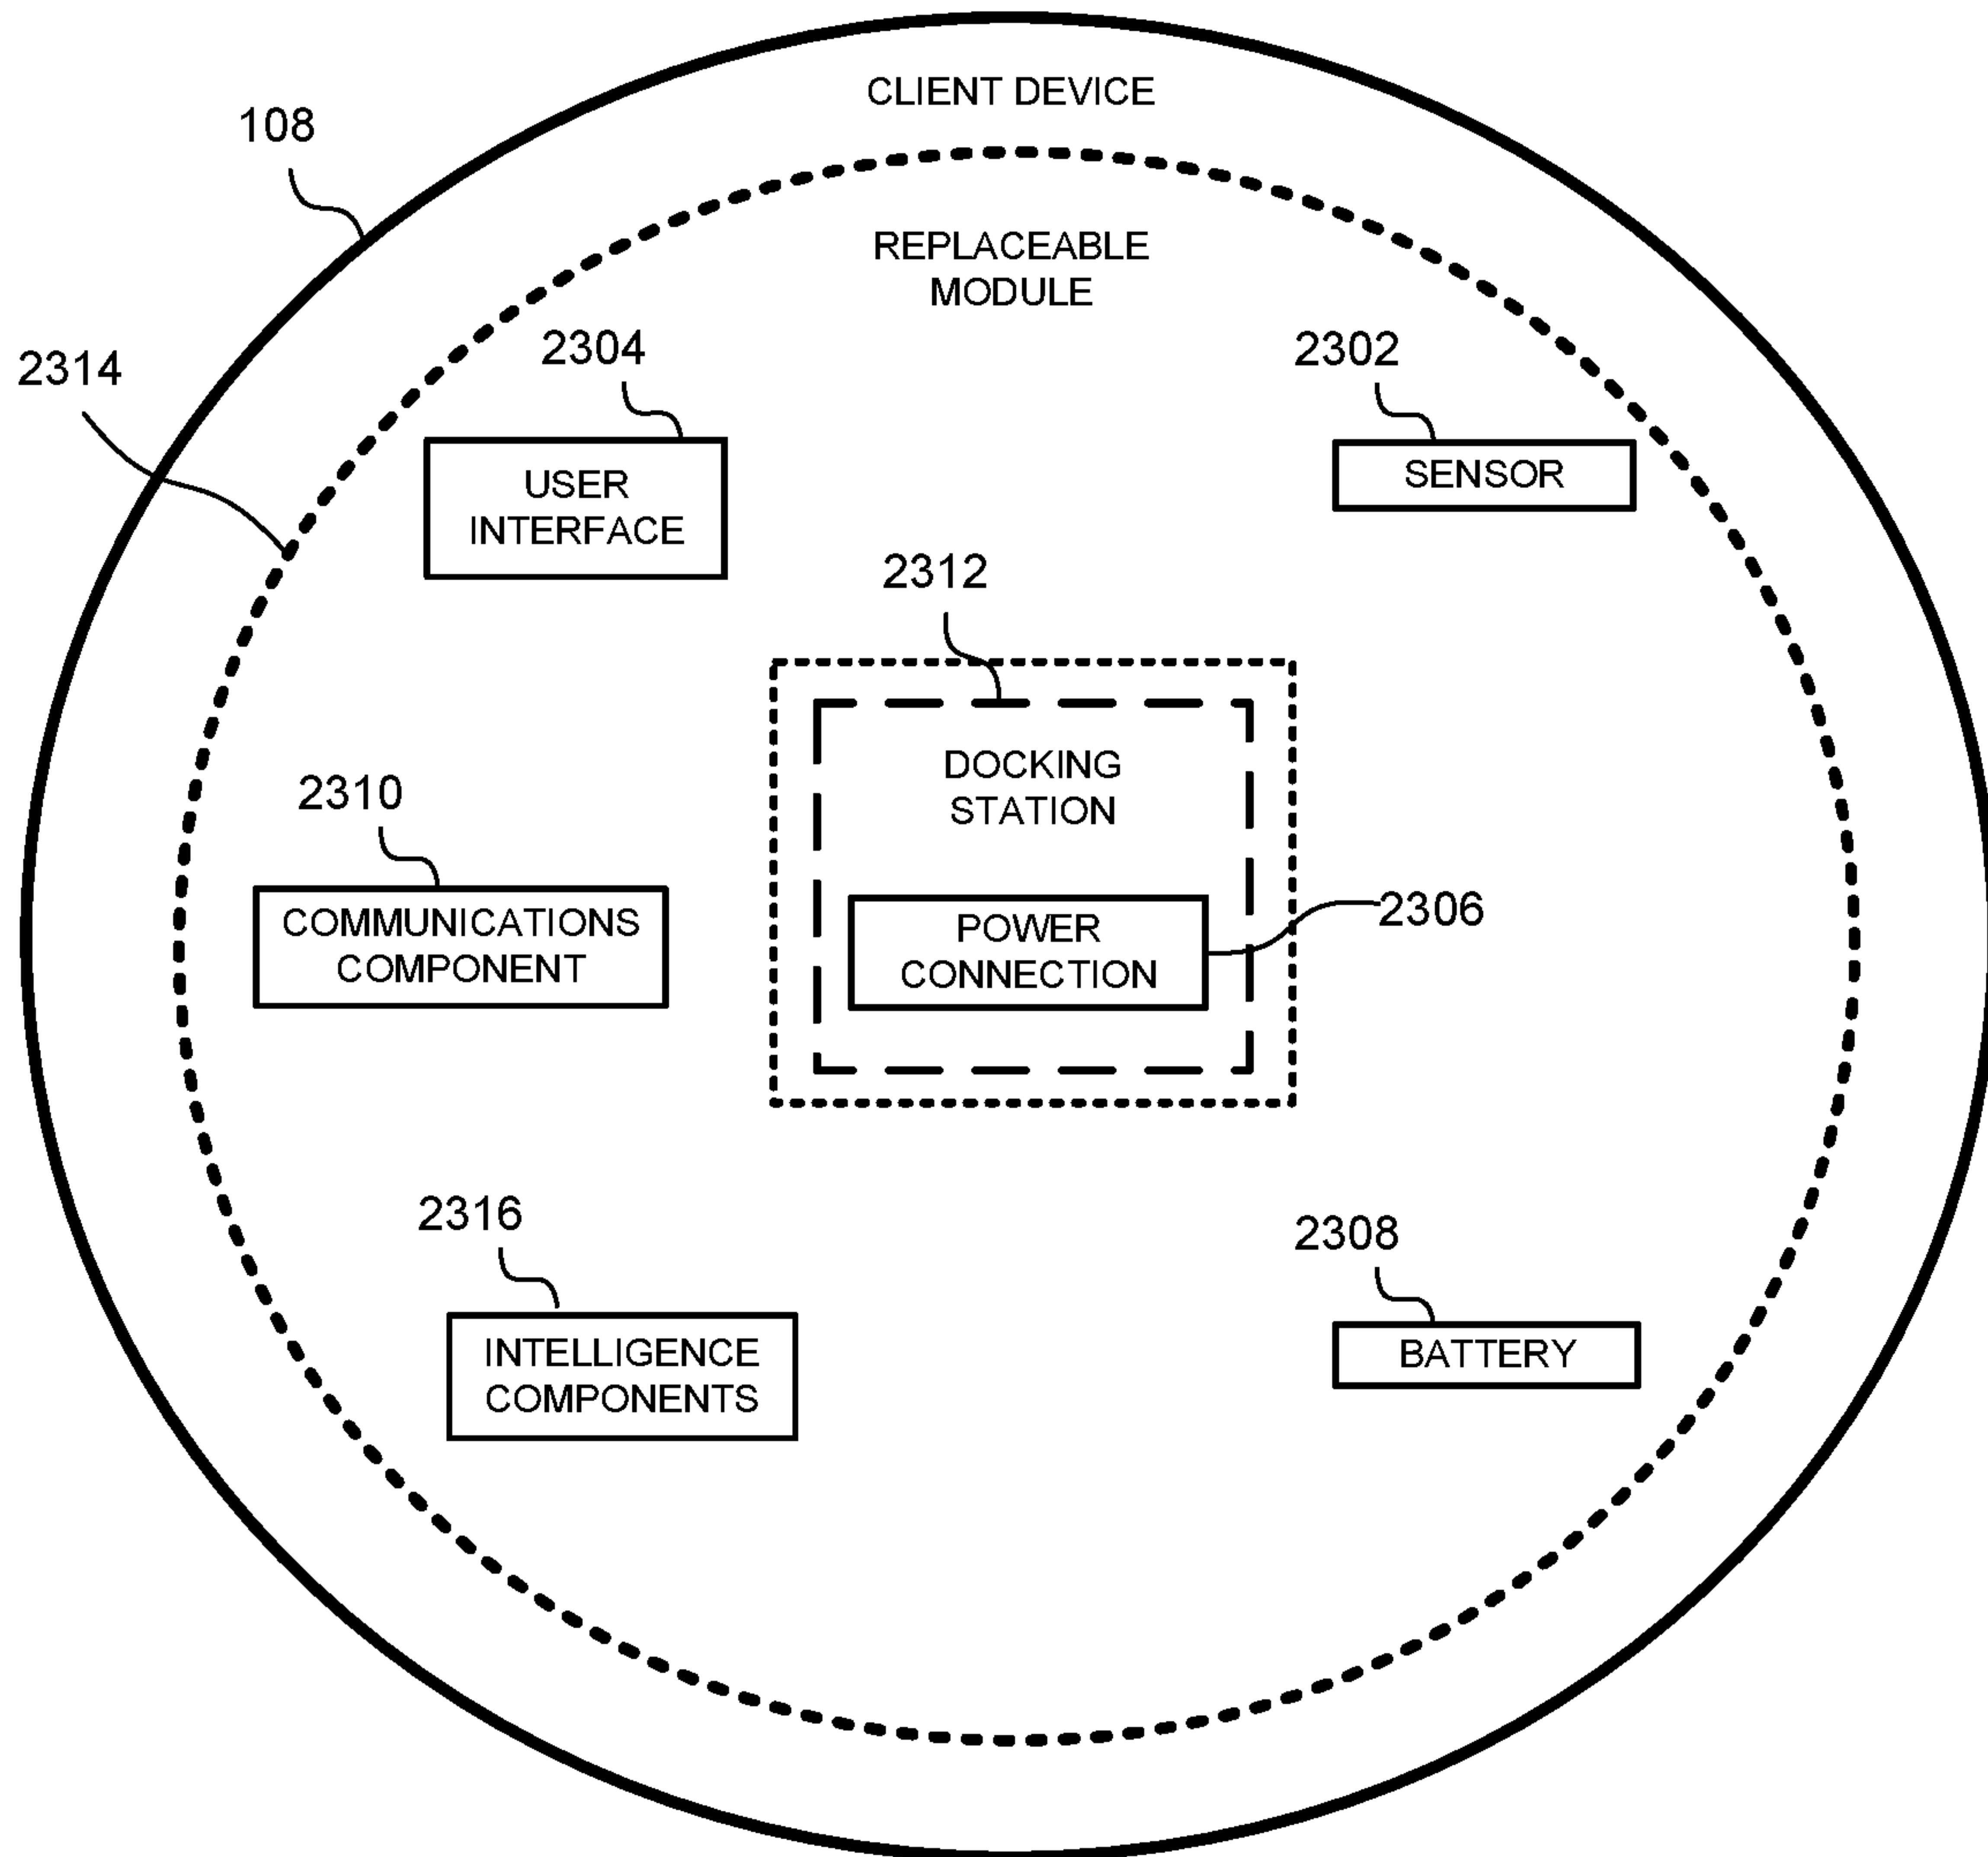 CLIENT DEVICE
108
REPLACEABLE
MODULE
2304
2302
2314
USER
INTERFACE
SENSOR
2312
DOCKING
STATION
2310
COMMUNICATIONS
COMPONENT
POWER
CONNECTION
2306
2316
2308
INTELLIGENCE
COMPONENTS
BATTERY